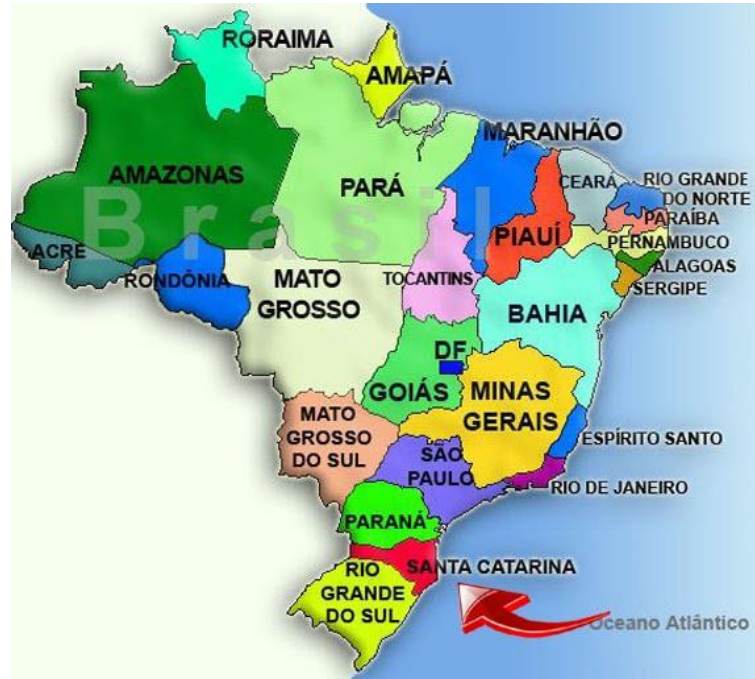 RORAIMA
AMAPÁ
MARANHÃO
AMAZONAS
PARÁ
CEARÁ
RIO GRANDE
DO NORTE
PARAÍBA
Brasil
PIAUÍ
PERNAMBUCO
ACRE
RONDÔNIA
MATO
GROSSO
TOCANTINS
ALAGOAS
SERGIPE
BAHIA
DF
GOIÁS
MINAS
GERAIS
MATO
GROSSO
DO SUL
ESPÍRITO SANTO
SÃO
PAULO
RIO DE JANEIRO
PARANÁ
SANTA CATARINA
RIO
GRANDE
DO SUL
Oceano Atlântico